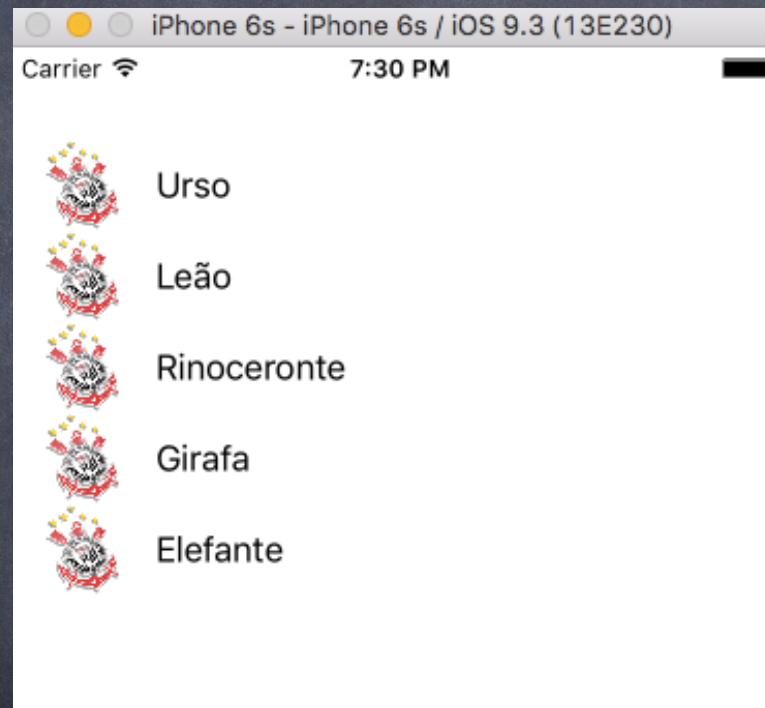 iPhone 6s - iPhone 6s / iOS 9.3 (13E230)
Carrier 7:30 PM
Urso
Leão
Rinoceronte
Girafa
Elefante